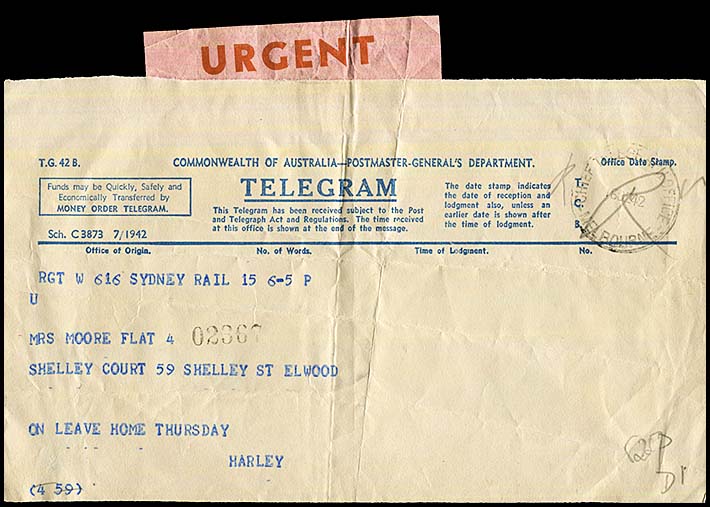 URGENT
T.G. 42 B.
COMMONWEALTH OF AUSTRALIA—POSTMASTER-GENERAL'S DEPARTMENT.
Office Date Stamp.
Funds may be Quickly, Safely and
Economically Transferred by
MONEY ORDER TELEGRAM.
Sch. C3873 7/1942
TELEGRAM
This Telegram has been received subject to the Post
and Telegraph Act and Regulations. The time received
at this office is shown at the end of the message.
The date stamp indicates
the date of reception and
lodgment also, unless an
earlier date is shown after
the time of lodgment.
MELBOURNE
Office of Origin.
No. of Words.
Time of Lodgment.
No.
RGT W 616 SYDNEY RAIL 15 6-5 P
U
MRS MOORE FLAT 4 02367
SHELLEY COURT 59 SHELLEY ST ELWOOD
ON LEAVE HOME THURSDAY
HARLEY
(4 59)